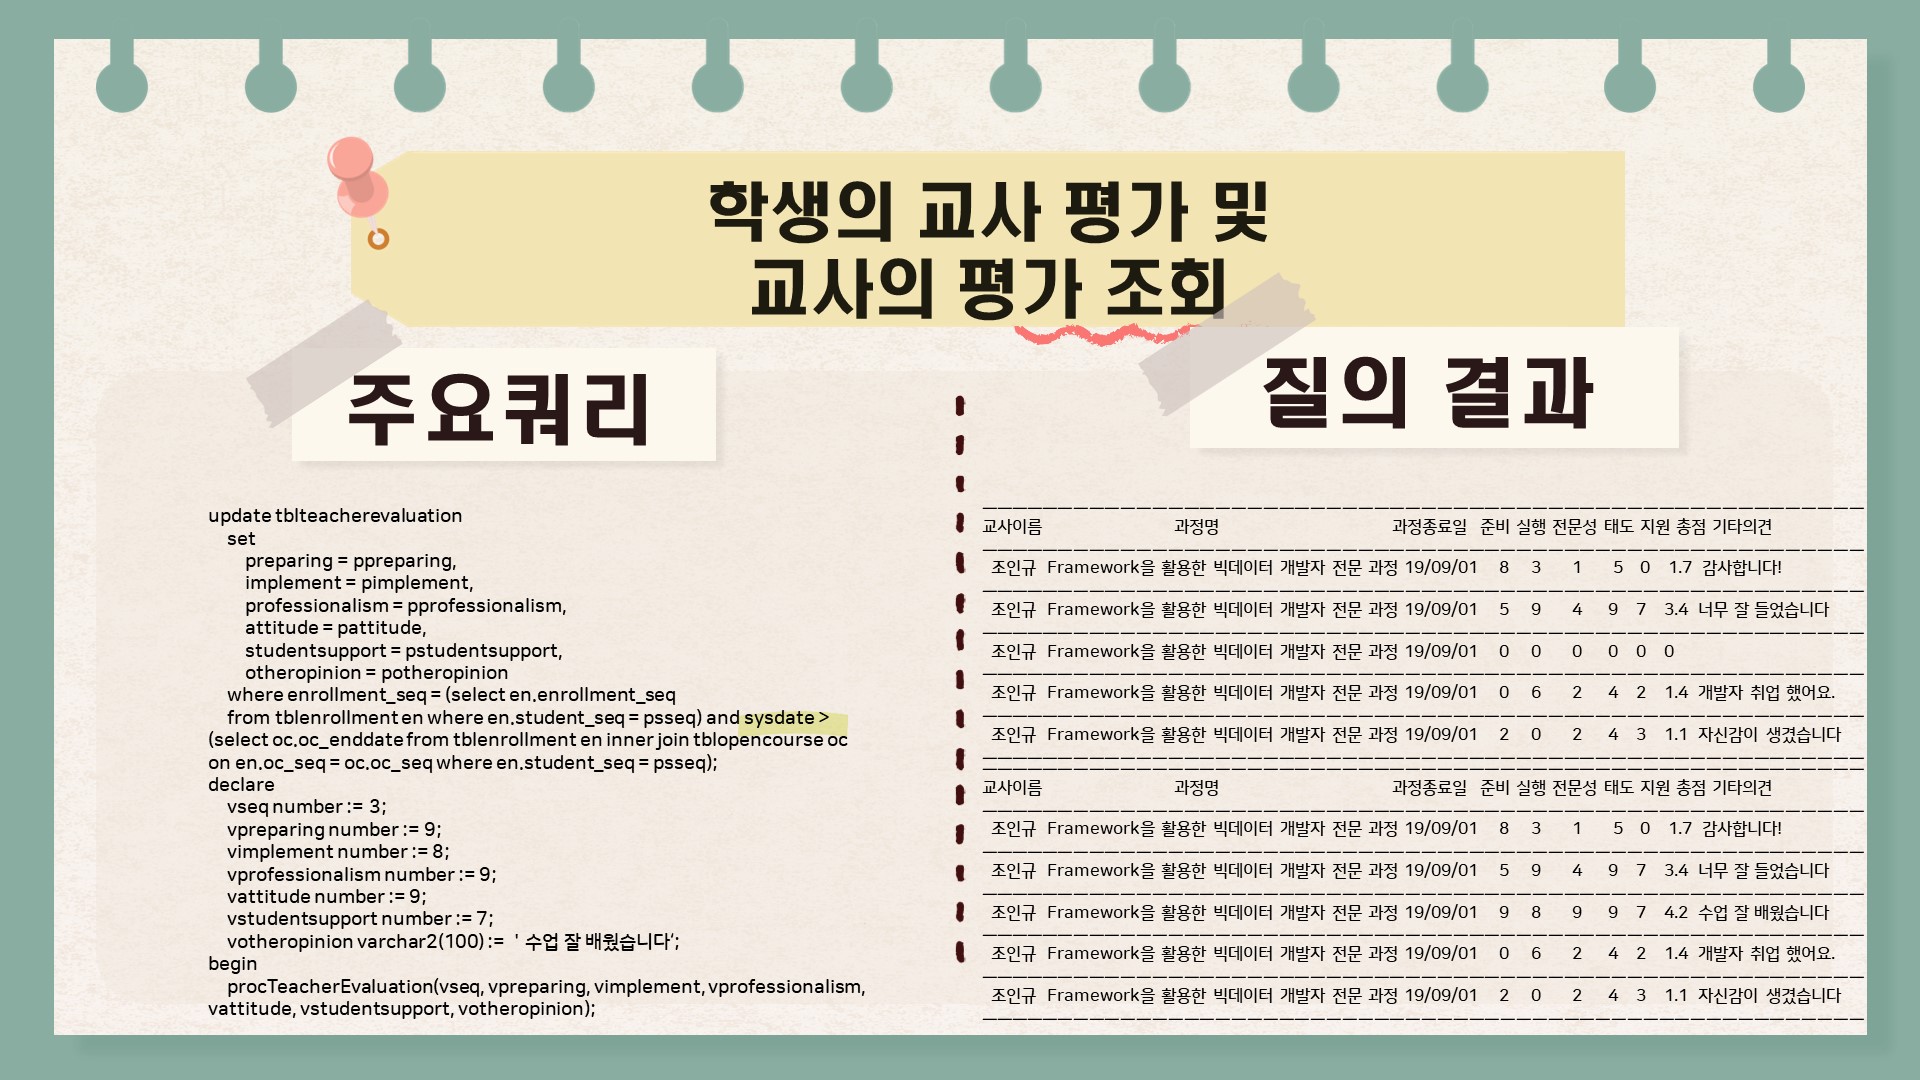 학생의 교사 평가 및
교사의 평가 조회
주요쿼리
update tblteacherevaluation
set
preparing = ppreparing,
implement = pimplement,
professionalism = pprofessionalism,
attitude = pattitude,
studentsupport = pstudentsupport,
otheropinion = potheropinion
where enrollment_seq = (select en.enrollment_seq
from tblenrollment en where en.student_seq = psseq) and sysdate >
(select oc.oc_enddate from tblenrollment en inner join tblopencourse oc
on en.oc_seq = oc.oc_seq where en.student_seq = psseq);
declare
vseq number := 3;
vpreparing number := 9;
vimplement number := 8;
vprofessionalism number := 9;
vattitude number := 9;
vstudentsupport number := 7;
votheropinion varchar2(100) := ' 수업 잘 배웠습니다‘;
begin
procTeacherEvaluation(vseq, vpreparing, vimplement, vprofessionalism,
vattitude, vstudentsupport, votheropinion);
질의 결과
교사이름 과정명 과정종료일 준비 실행 전문성 태도 지원 총점 기타의견
조인규 Framework을 활용한 빅데이터 개발자 전문 과정 19/09/01 8 3 1 5 0 1.7 감사합니다!
조인규 Framework을 활용한 빅데이터 개발자 전문 과정 19/09/01 5 9 4 9 7 3.4 너무 잘 들었습니다
조인규 Framework을 활용한 빅데이터 개발자 전문 과정 19/09/01 0 0 0 0 0 0
조인규 Framework을 활용한 빅데이터 개발자 전문 과정 19/09/01 0 6 2 4 2 1.4 개발자 취업 했어요.
조인규 Framework을 활용한 빅데이터 개발자 전문 과정 19/09/01 2 0 2 4 3 1.1 자신감이 생겼습니다
교사이름 과정명 과정종료일 준비 실행 전문성 태도 지원 총점 기타의견
조인규 Framework을 활용한 빅데이터 개발자 전문 과정 19/09/01 8 3 1 5 0 1.7 감사합니다!
조인규 Framework을 활용한 빅데이터 개발자 전문 과정 19/09/01 5 9 4 9 7 3.4 너무 잘 들었습니다
조인규 Framework을 활용한 빅데이터 개발자 전문 과정 19/09/01 9 8 9 9 7 4.2 수업 잘 배웠습니다
조인규 Framework을 활용한 빅데이터 개발자 전문 과정 19/09/01 0 6 2 4 2 1.4 개발자 취업 했어요.
조인규 Framework을 활용한 빅데이터 개발자 전문 과정 19/09/01 2 0 2 4 3 1.1 자신감이 생겼습니다